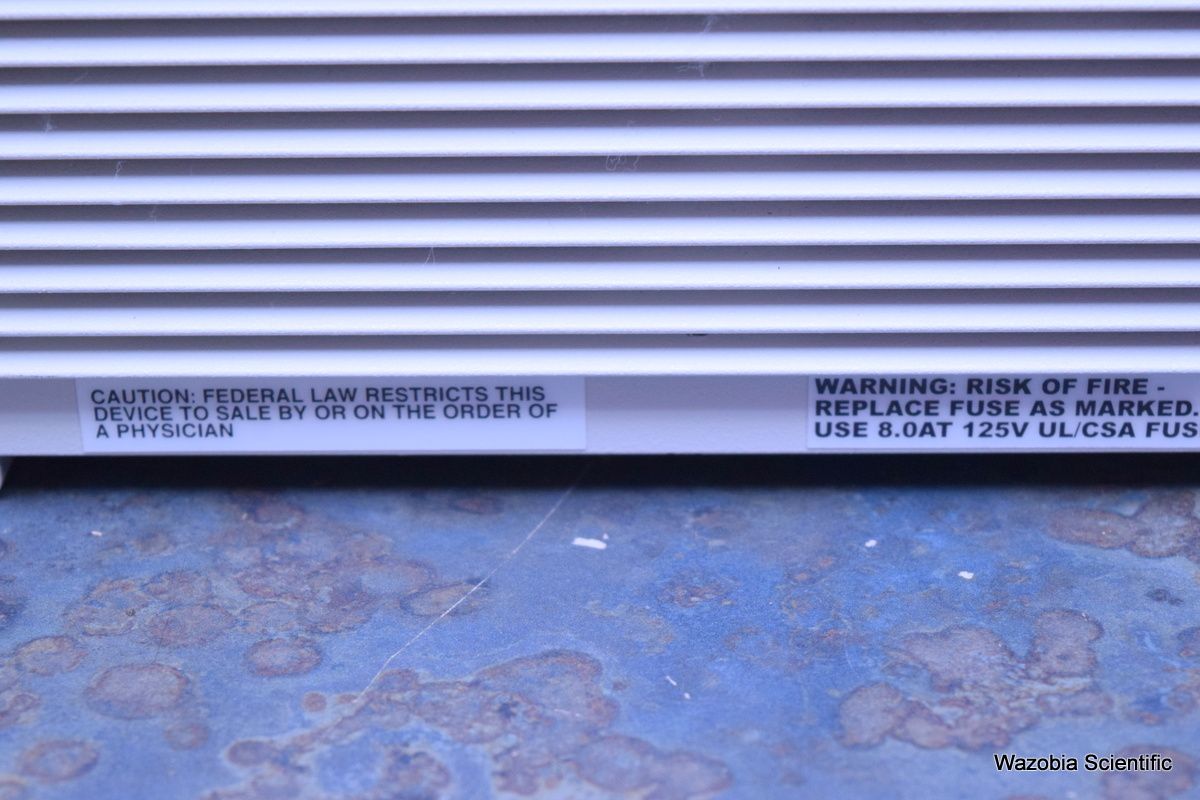 CAUTION: FEDERAL LAW RESTRICTS THIS
DEVICE TO SALE BY OR ON THE ORDER OF
A PHYSICIAN
WARNING: RISK OF FIRE -
REPLACE FUSE AS MARKED.
USE 8.0AT 125V UL/CSA FUS
Wazobia Scientific